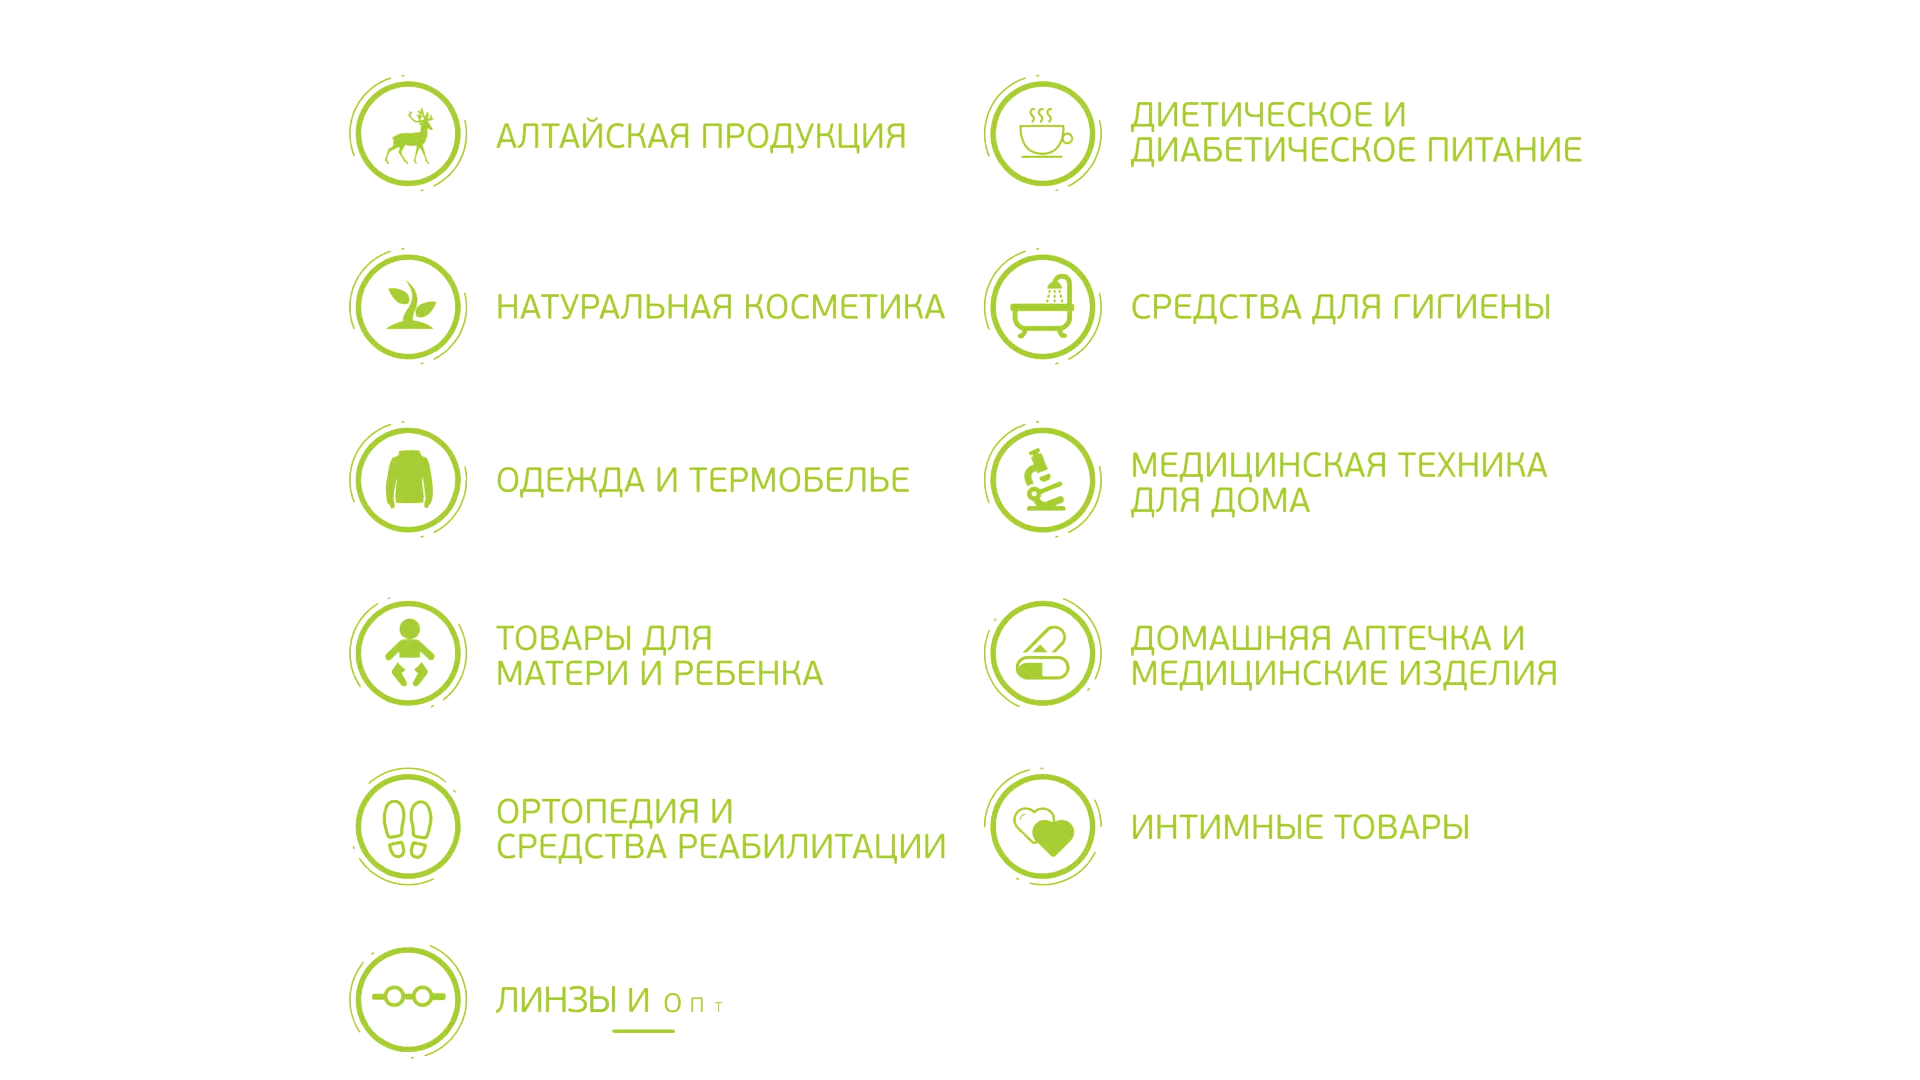 АЛТАЙСКАЯ ПРОДУКЦИЯ
НАТУРАЛЬНАЯ КОСМЕТИКА
ОДЕЖДА И ТЕРМОБЕЛЬЕ
ТОВАРЫ ДЛЯ
МАТЕРИ И РЕБЕНКА
ОРТОПЕДИЯ И
СРЕДСТВА РЕАБИЛИТАЦИИ
ЛИНЗЫ И ОПТ
ДИЕТИЧЕСКОЕ И
ДИАБЕТИЧЕСКОЕ ПИТАНИЕ
СРЕДСТВА ДЛЯ ГИГИЕНЫ
МЕДИЦИНСКАЯ ТЕХНИКА
ДЛЯ ДОМА
ДОМАШНЯЯ АПТЕЧКА И
МЕДИЦИНСКИЕ ИЗДЕЛИЯ
ИНТИМНЫЕ ТОВАРЫ